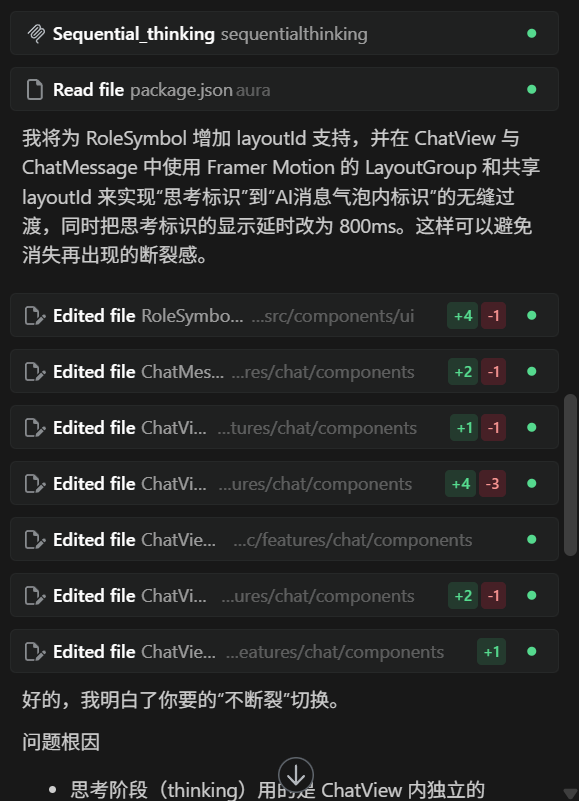 Sequential_thinking sequentialthinking
Read file package.json aura
我将为 RoleSymbol 增加 layoutId 支持，并在 ChatView 与
ChatMessage 中使用 Framer Motion 的 LayoutGroup 和共享
layoutId 来实现“思考标识”到“AI消息气泡内标识”的无缝过
渡，同时把思考标识的显示延时改为 800ms。这样可以避免
消失再出现的断裂感。
Edited file RoleSymbo... ...src/components/ui +4 -1
Edited file ChatMes... ...res/chat/components +2 -1
Edited file ChatVi... ...tures/chat/components +1 -1
Edited file ChatVi... ...ures/chat/components +4 -3
Edited file ChatVie... ...c/features/chat/components
Edited file ChatVi... ...ures/chat/components +2 -1
Edited file ChatVie... ...eatures/chat/components +1
好的，我明白了你要的“不断裂”切换。
问题根因
• 思考阶段（thinking）用的是 ChatView 内独立的